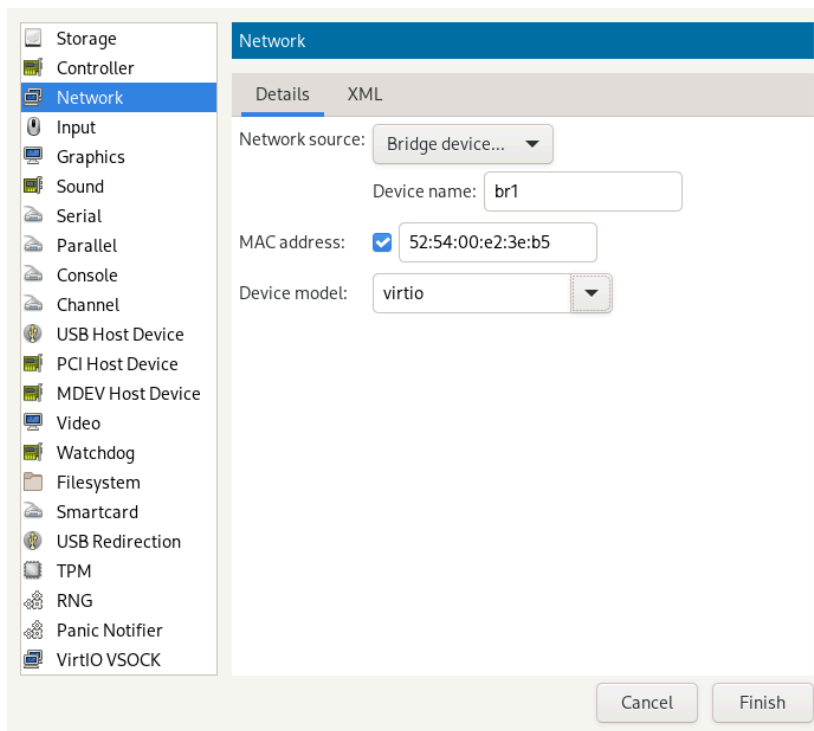 Storage
Controller
Network
Input
Graphics
Sound
Serial
Parallel
Console
Channel
USB Host Device
PCI Host Device
MDEV Host Device
Video
Watchdog
Filesystem
Smartcard
USB Redirection
TPM
RNG
Panic Notifier
VirtIO VSOCK
Network
Details XML
Network source: Bridge device...
Device name: br1
MAC address: 52:54:00:e2:3e:b5
Device model: virtio
Cancel Finish